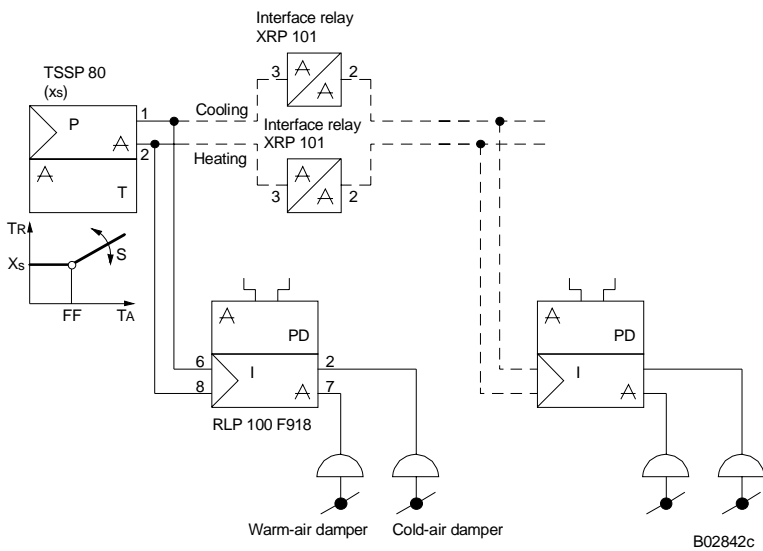 Interface relay
XRP 101
TSSP 80
(xs)
3
2
1
Cooling
P
Interface relay
XRP 101
2
Heating
T
3
2
TR
Xs
S
FF
TA
PD
PD
6
I
2
8
7
I
RLP 100 F918
Warm-air damper
Cold-air damper
B02842c